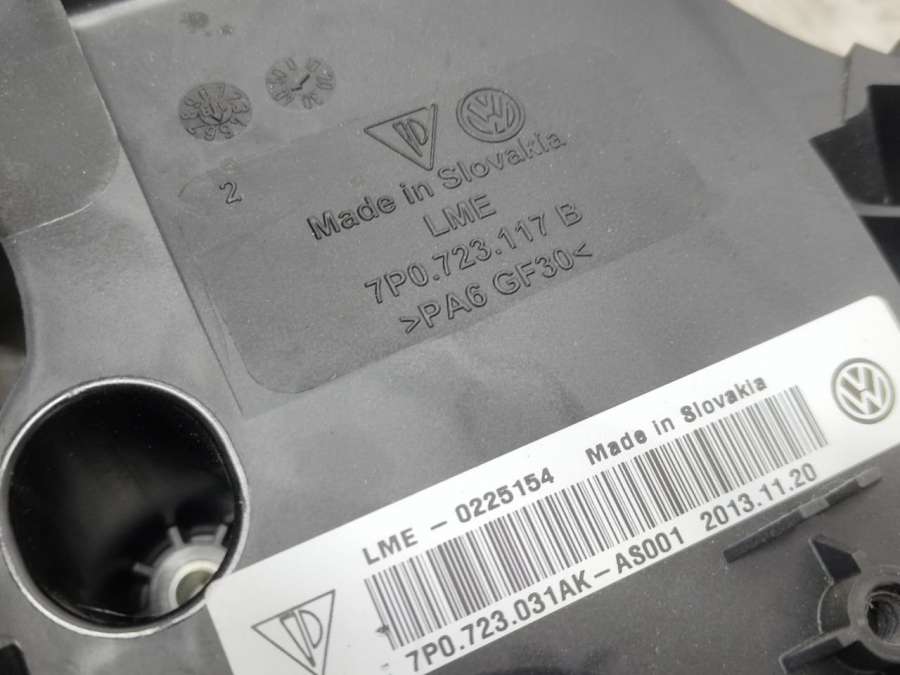 2
Made in Slovakia
LME
7P0.723.117 B
>PA6 GF30<
LME - 0225154 Made in Slovakia
7P0.723.031AK-AS001 2013.11.20